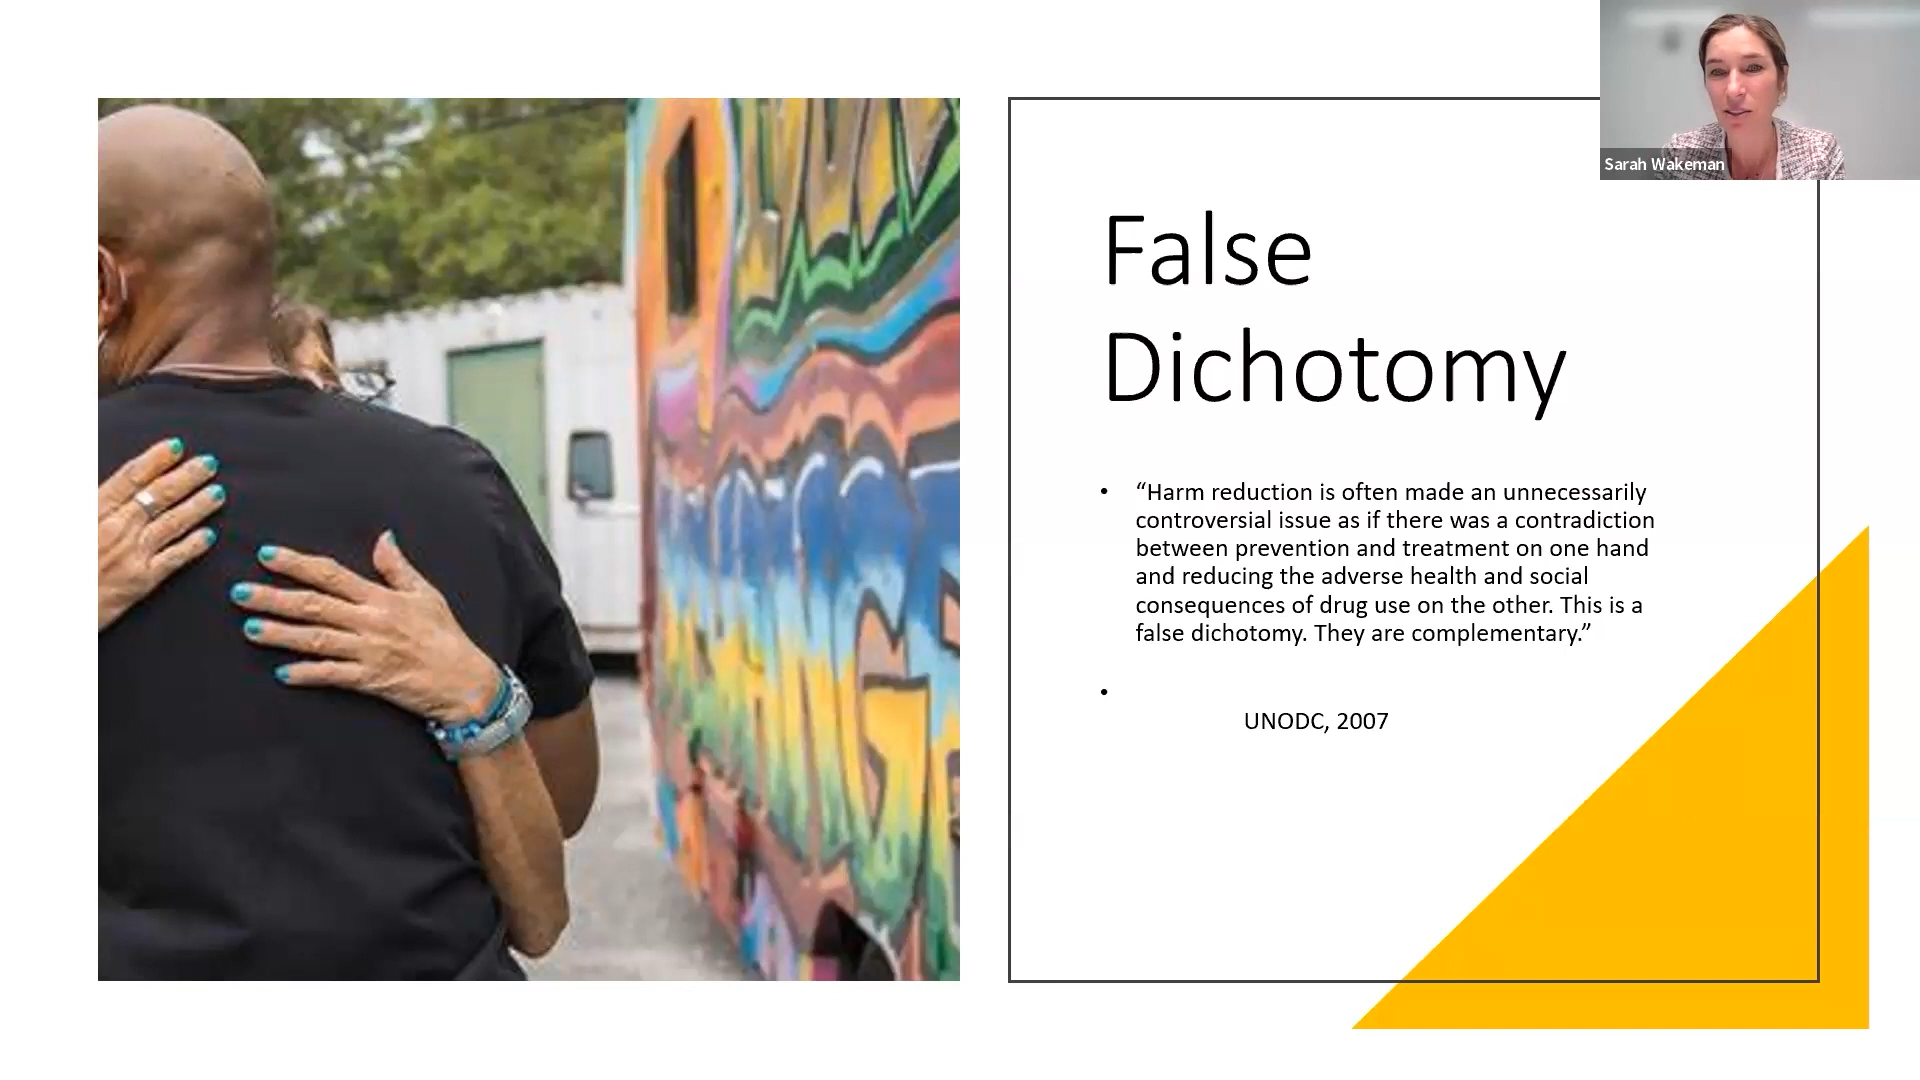 Sarah Wakeman
False
Dichotomy
• “Harm reduction is often made an unnecessarily
controversial issue as if there was a contradiction
between prevention and treatment on one hand
and reducing the adverse health and social
consequences of drug use on the other. This is a
false dichotomy. They are complementary.”
•
UNODC, 2007